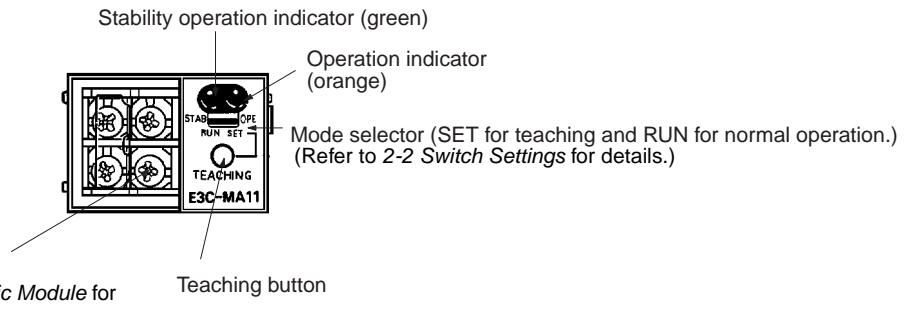 Stability operation indicator (green)
Operation indicator
(orange)
STAB OPE
RUN SET
Mode selector (SET for teaching and RUN for normal operation.)
(Refer to 2-2 Switch Settings for details.)
TEACHING
E3C-MA11
Teaching button
ic Module for